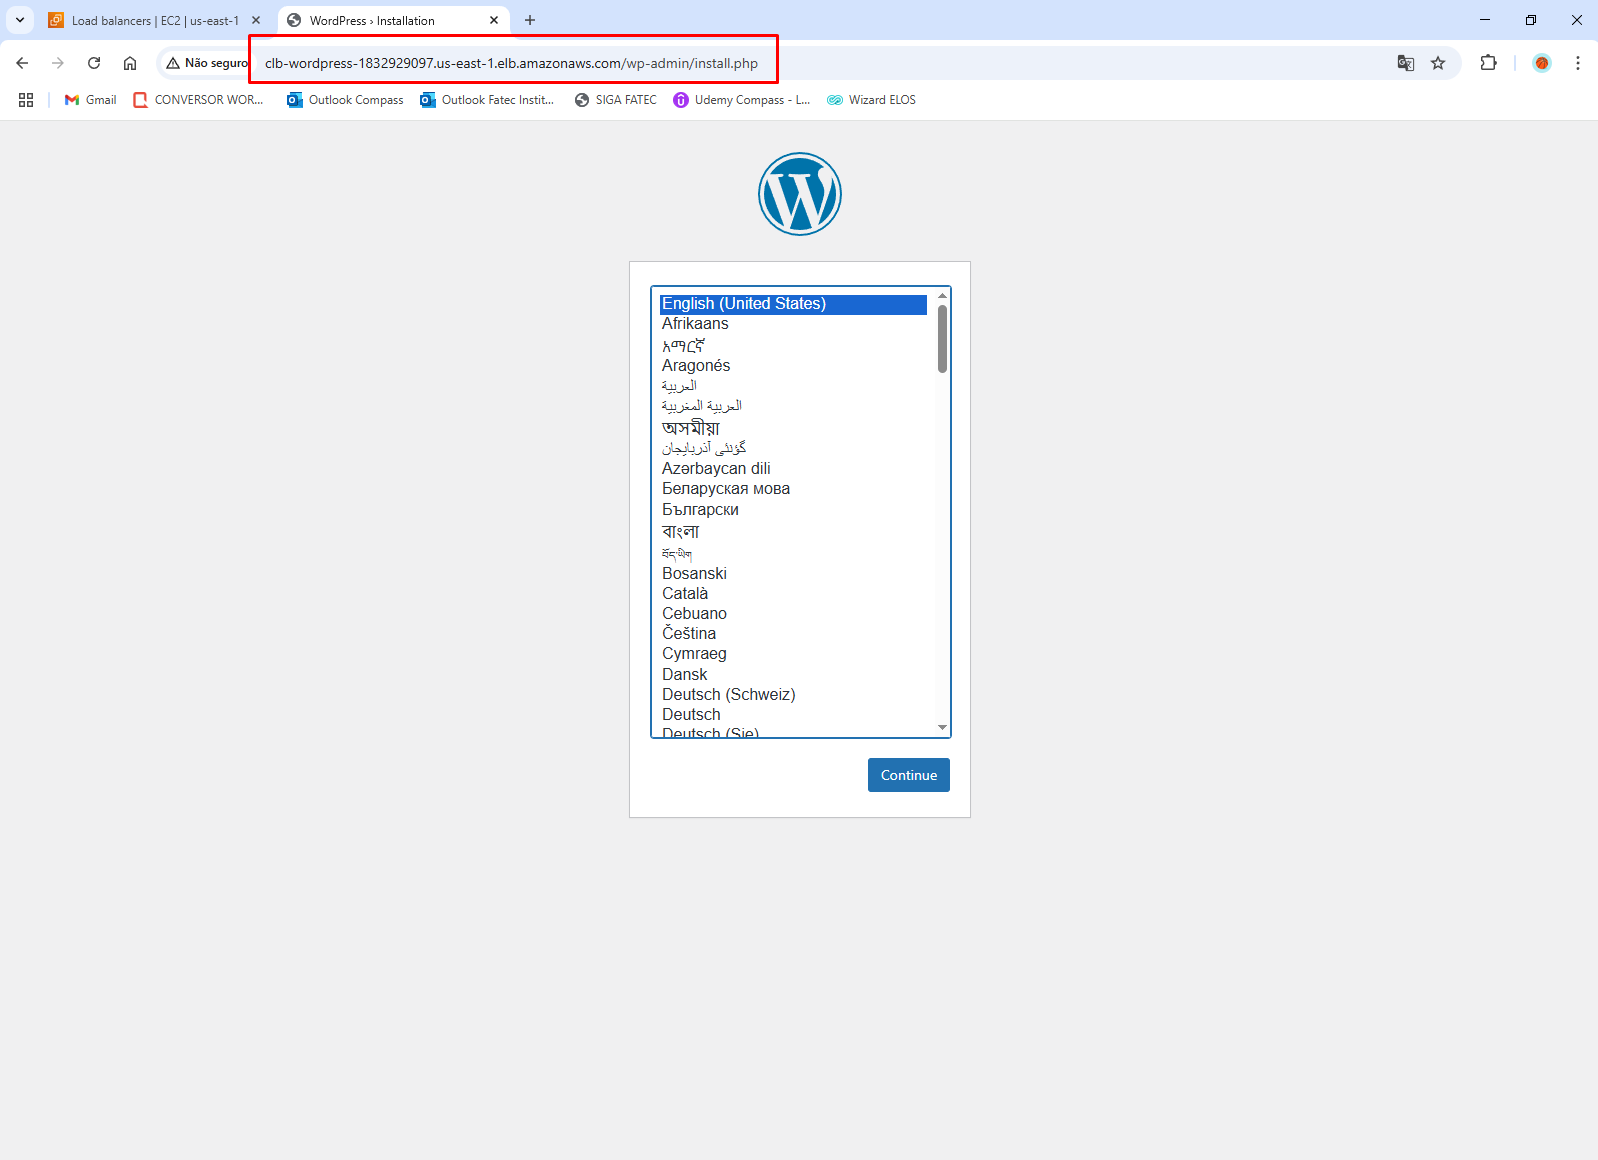 Load balancers | EC2 | us-east-1
WordPress › Installation
Não seguro
clb-wordpress-1832929097.us-east-1.elb.amazonaws.com/wp-admin/install.php
Gmail
CONVERSOR WOR...
Outlook Compass
Outlook Fatec Instit...
SIGA FATEC
Udemy Compass - L...
Wizard ELOS
English (United States)
Afrikaans
አማርኛ
Aragonés
العربية
العربية المغربية
অসমীয়া
گؤنئی آذربایجان
Azərbaycan dili
Беларуская мова
Български
বাংলা
བོད་ཡིག
Bosanski
Català
Cebuano
Čeština
Cymraeg
Dansk
Deutsch (Schweiz)
Deutsch
Deutsch (Sie)
Continue